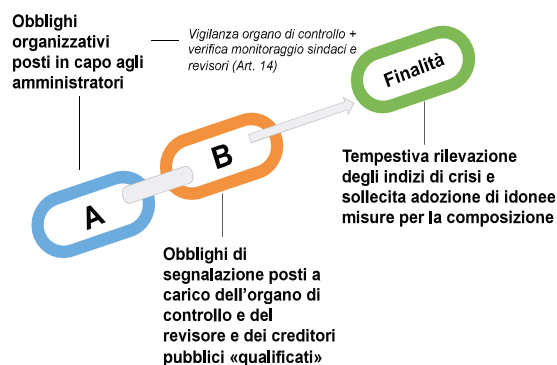 Obblighi
organizzativi
posti in capo agli
amministratori
Vigilanza organo di controllo +
verifica monitoraggio sindaci e
revisori (Art. 14)
Finalità
B
A
Tempestiva rilevazione
degli indizi di crisi e
sollecita adozione di idonee
misure per la composizione
Obblighi di
segnalazione posti a
carico dell'organo di
controllo e del
revisore e dei creditori
pubblici «qualificati»